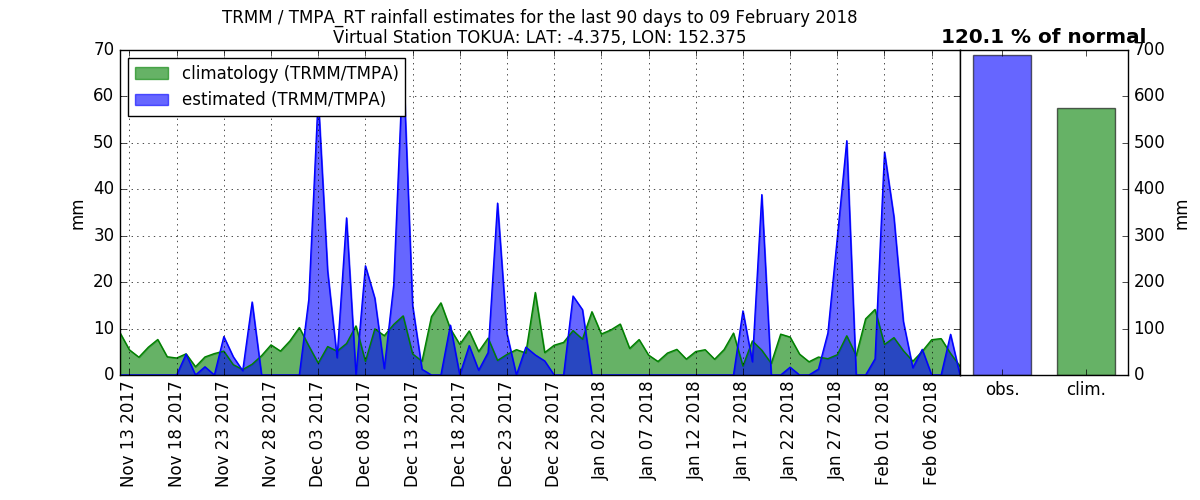 TRMM / TMPA_RT rainfall estimates for the last 90 days to 09 February 2018
Virtual Station TOKUA: LAT: -4.375, LON: 152.375
120.1 % of normal
climatology (TRMM/TMPA)
estimated (TRMM/TMPA)
70
60
50
40
30
20
10
0
mm
Nov 13 2017
Nov 18 2017
Nov 23 2017
Nov 28 2017
Dec 03 2017
Dec 08 2017
Dec 13 2017
Dec 18 2017
Dec 23 2017
Dec 28 2017
Jan 02 2018
Jan 07 2018
Jan 12 2018
Jan 17 2018
Jan 22 2018
Jan 27 2018
Feb 01 2018
Feb 06 2018
obs.
clim.
700
600
500
400
300
200
100
0
mm